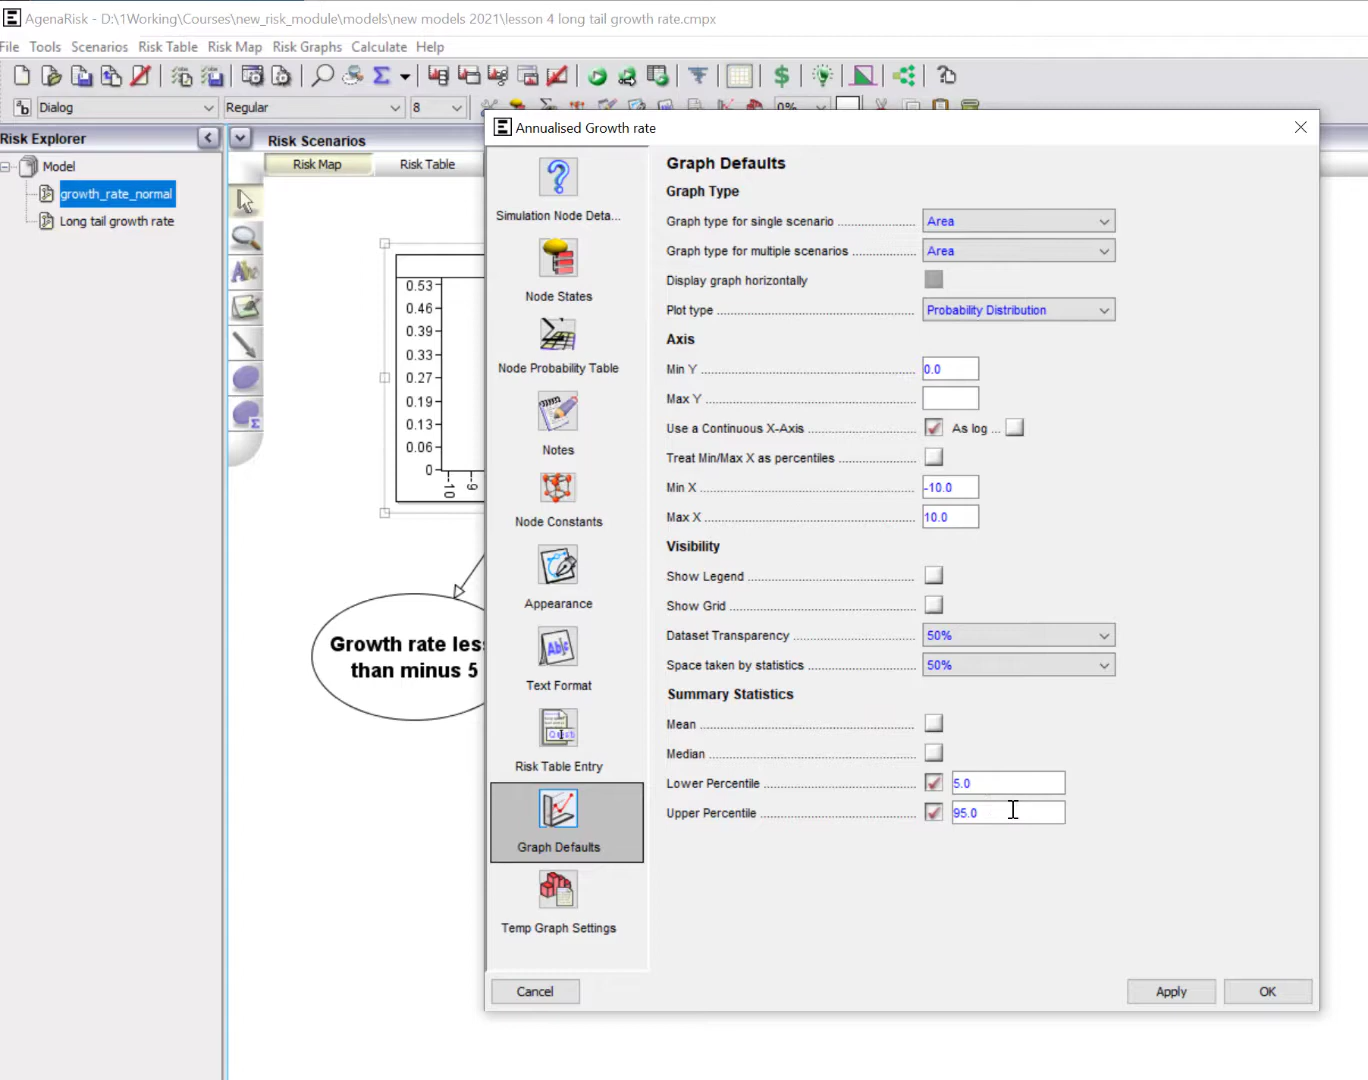 AgenaRisk - D:\1Working\Courses\new_risk_module\models\new models 2021\lesson 4 long tail growth rate.cmpx
File Tools Scenarios Risk Table Risk Map Risk Graphs Calculate Help
Dialog Regular 8 0%
Risk Explorer
Model
growth_rate_normal
Long tail growth rate
Risk Scenarios
Risk Map Risk Table
0.53
0.46
0.39
0.33
0.27
0.19
0.13
0.06
0
-10 -9
Growth rate les
than minus 5
Annualised Growth rate
Simulation Node Deta...
Node States
Node Probability Table
Notes
Node Constants
Appearance
Text Format
Risk Table Entry
Graph Defaults
Temp Graph Settings
Graph Defaults
Graph Type
Graph type for single scenario Area
Graph type for multiple scenarios Area
Display graph horizontally
Plot type Probability Distribution
Axis
Min Y 0.0
Max Y
Use a Continuous X-Axis As log ...
Treat Min/Max X as percentiles
Min X -10.0
Max X 10.0
Visibility
Show Legend
Show Grid
Dataset Transparency 50%
Space taken by statistics 50%
Summary Statistics
Mean
Median
Lower Percentile 5.0
Upper Percentile 95.0
Cancel Apply OK